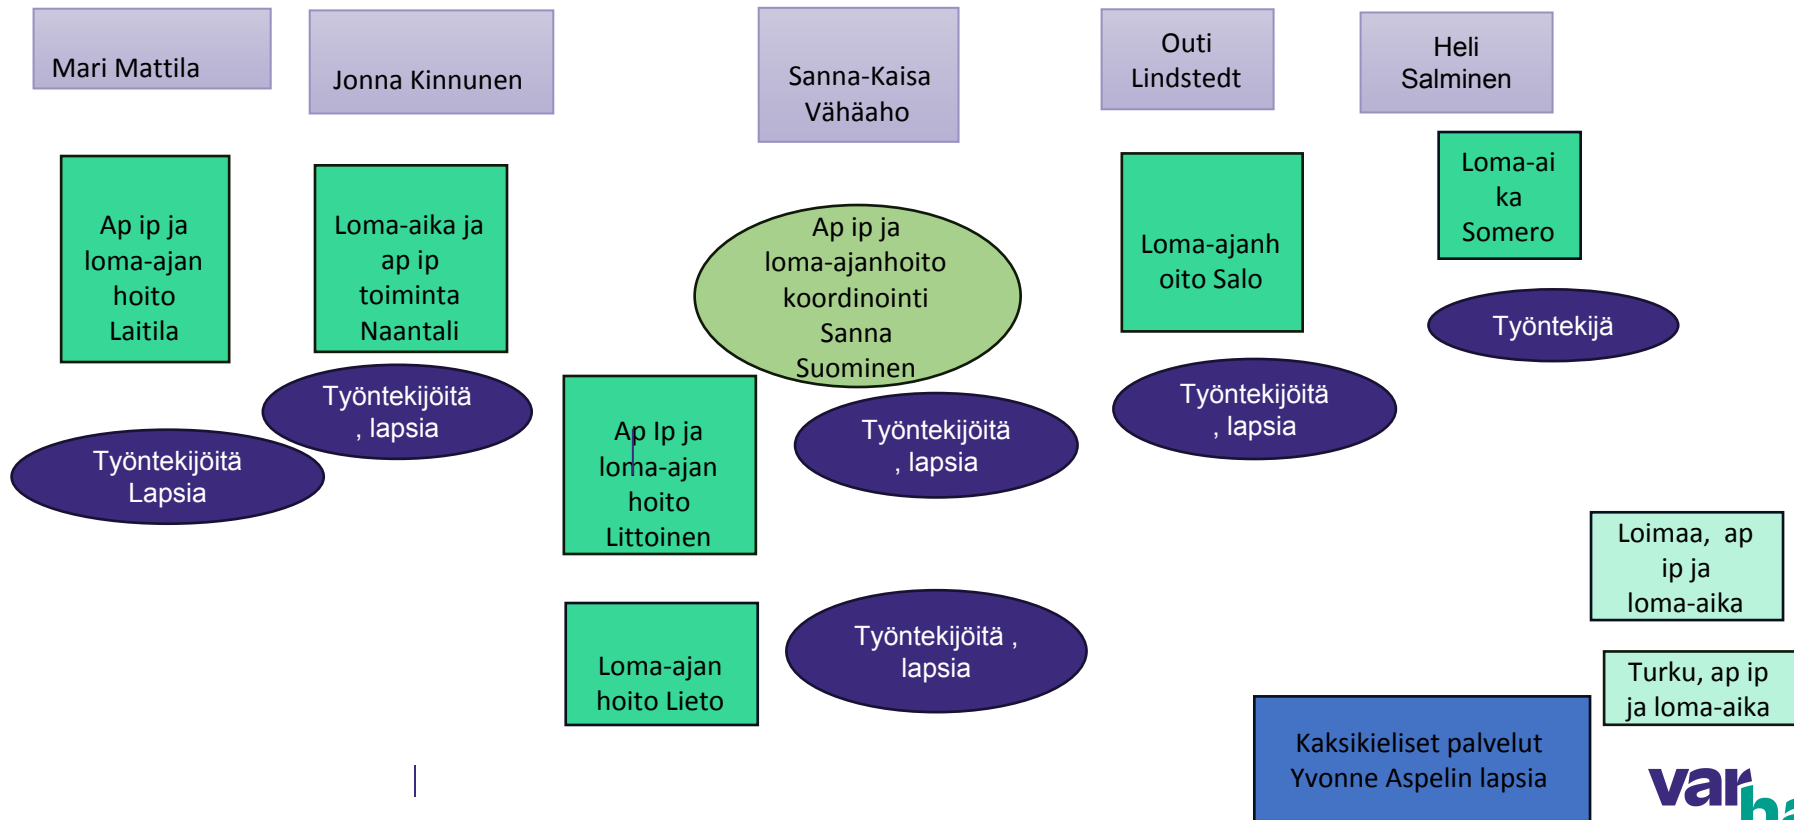 Mari Mattila
Jonna Kinnunen
Sanna-Kaisa
Vähäaho
Outi
Lindstedt
Heli
Salminen
Ap ip ja
loma-ajan
hoito
Laitila
Loma-aika ja
ap ip
toiminta
Naantali
Ap ip ja
loma-ajanhoito
koordinointi
Sanna
Suominen
Loma-ajanh
oito Salo
Loma-ai
ka
Somero
Työntekijä
Työntekijöitä
Lapsia
Työntekijöitä
, lapsia
Ap Ip ja
loma-ajan
hoito
Littoinen
Työntekijöitä
, lapsia
Työntekijöitä
, lapsia
Loma-ajan
hoito Lieto
Työntekijöitä ,
lapsia
Loimaa, ap
ip ja
loma-aika
Turku, ap ip
ja loma-aika
Kaksikieliset palvelut
Yvonne Aspelin lapsia
var
ha